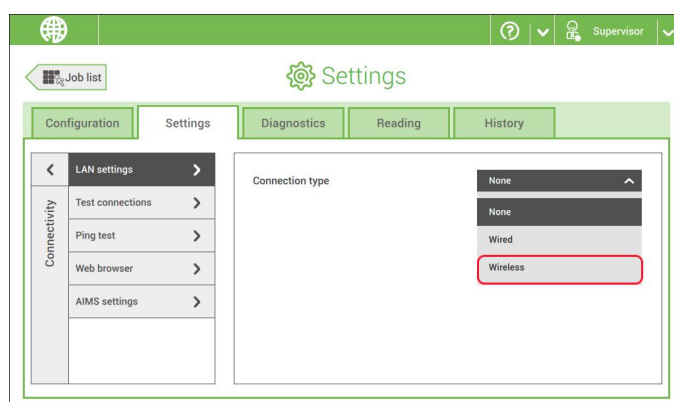 ? Supervisor
Job list
Settings
Configuration Settings Diagnostics Reading History
Connectivity
LAN settings
Test connections
Ping test
Web browser
AIMS settings
Connection type
None
None
Wired
Wireless